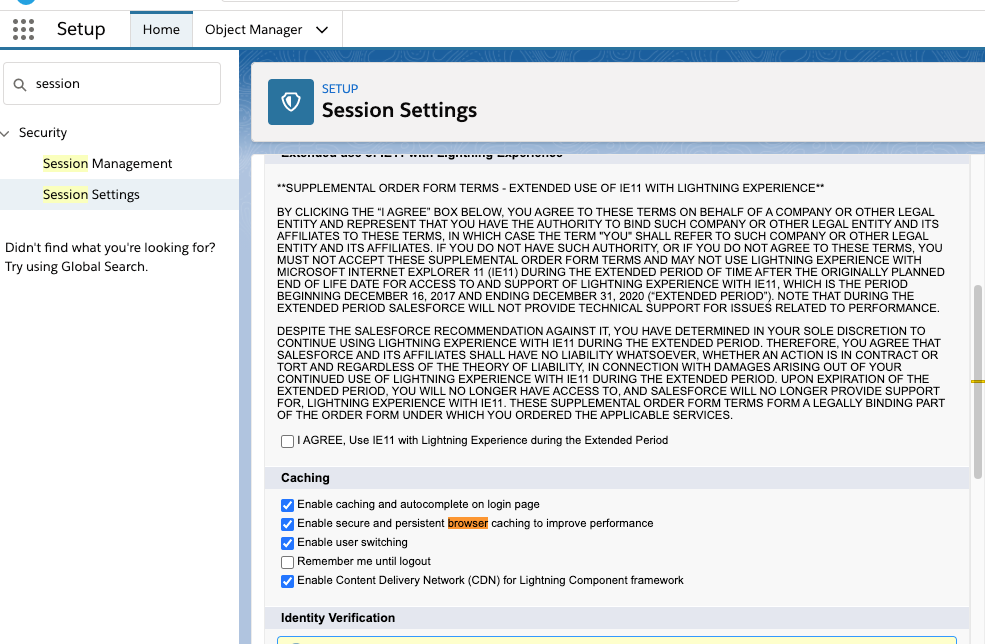 Setup
Home
Object Manager
session
Security
Session Management
Session Settings
Didn't find what you're looking for?
Try using Global Search.
SETUP
Session Settings
Extended use of IE11 with Lightning Experience
**SUPPLEMENTAL ORDER FORM TERMS - EXTENDED USE OF IE11 WITH LIGHTNING EXPERIENCE**
BY CLICKING THE “I AGREE” BOX BELOW, YOU AGREE TO THESE TERMS ON BEHALF OF A COMPANY OR OTHER LEGAL
ENTITY AND REPRESENT THAT YOU HAVE THE AUTHORITY TO BIND SUCH COMPANY OR OTHER LEGAL ENTITY AND ITS
AFFILIATES TO THESE TERMS, IN WHICH CASE THE TERM "YOU" SHALL REFER TO SUCH COMPANY OR OTHER LEGAL
ENTITY AND ITS AFFILIATES. IF YOU DO NOT HAVE SUCH AUTHORITY, OR IF YOU DO NOT AGREE TO THESE TERMS, YOU
MUST NOT ACCEPT THESE SUPPLEMENTAL ORDER FORM TERMS AND MAY NOT USE LIGHTNING EXPERIENCE WITH
MICROSOFT INTERNET EXPLORER 11 (IE11) DURING THE EXTENDED PERIOD OF TIME AFTER THE ORIGINALLY PLANNED
END OF LIFE DATE FOR ACCESS TO AND SUPPORT OF LIGHTNING EXPERIENCE WITH IE11, WHICH IS THE PERIOD
BEGINNING DECEMBER 16, 2017 AND ENDING DECEMBER 31, 2020 (“EXTENDED PERIOD”). NOTE THAT DURING THE
EXTENDED PERIOD SALESFORCE WILL NOT PROVIDE TECHNICAL SUPPORT FOR ISSUES RELATED TO PERFORMANCE.
DESPITE THE SALESFORCE RECOMMENDATION AGAINST IT, YOU HAVE DETERMINED IN YOUR SOLE DISCRETION TO
CONTINUE USING LIGHTNING EXPERIENCE WITH IE11 DURING THE EXTENDED PERIOD. THEREFORE, YOU AGREE THAT
SALESFORCE AND ITS AFFILIATES SHALL HAVE NO LIABILITY WHATSOEVER, WHETHER AN ACTION IS IN CONTRACT OR
TORT AND REGARDLESS OF THE THEORY OF LIABILITY, IN CONNECTION WITH DAMAGES ARISING OUT OF YOUR
CONTINUED USE OF LIGHTNING EXPERIENCE WITH IE11 DURING THE EXTENDED PERIOD. UPON EXPIRATION OF THE
EXTENDED PERIOD, YOU WILL NO LONGER HAVE ACCESS TO, AND SALESFORCE WILL NO LONGER PROVIDE SUPPORT
FOR, LIGHTNING EXPERIENCE WITH IE11. THESE SUPPLEMENTAL ORDER FORM TERMS FORM A LEGALLY BINDING PART
OF THE ORDER FORM UNDER WHICH YOU ORDERED THE APPLICABLE SERVICES.
I AGREE, Use IE11 with Lightning Experience during the Extended Period
Caching
Enable caching and autocomplete on login page
Enable secure and persistent browser caching to improve performance
Enable user switching
Remember me until logout
Enable Content Delivery Network (CDN) for Lightning Component framework
Identity Verification